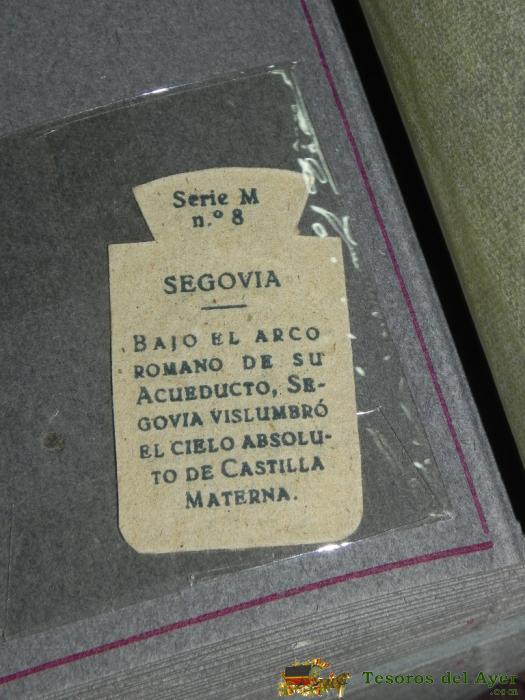 Serie M
n.º 8
SEGOVIA
BAJO EL ARCO
ROMANO DE SU
ACUEDUCTO, SE-
GOVIA VISLUMBRÓ
EL CIELO ABSOLU-
TO DE CASTILLA
MATERNA.
Tesoros del Ayer
.com